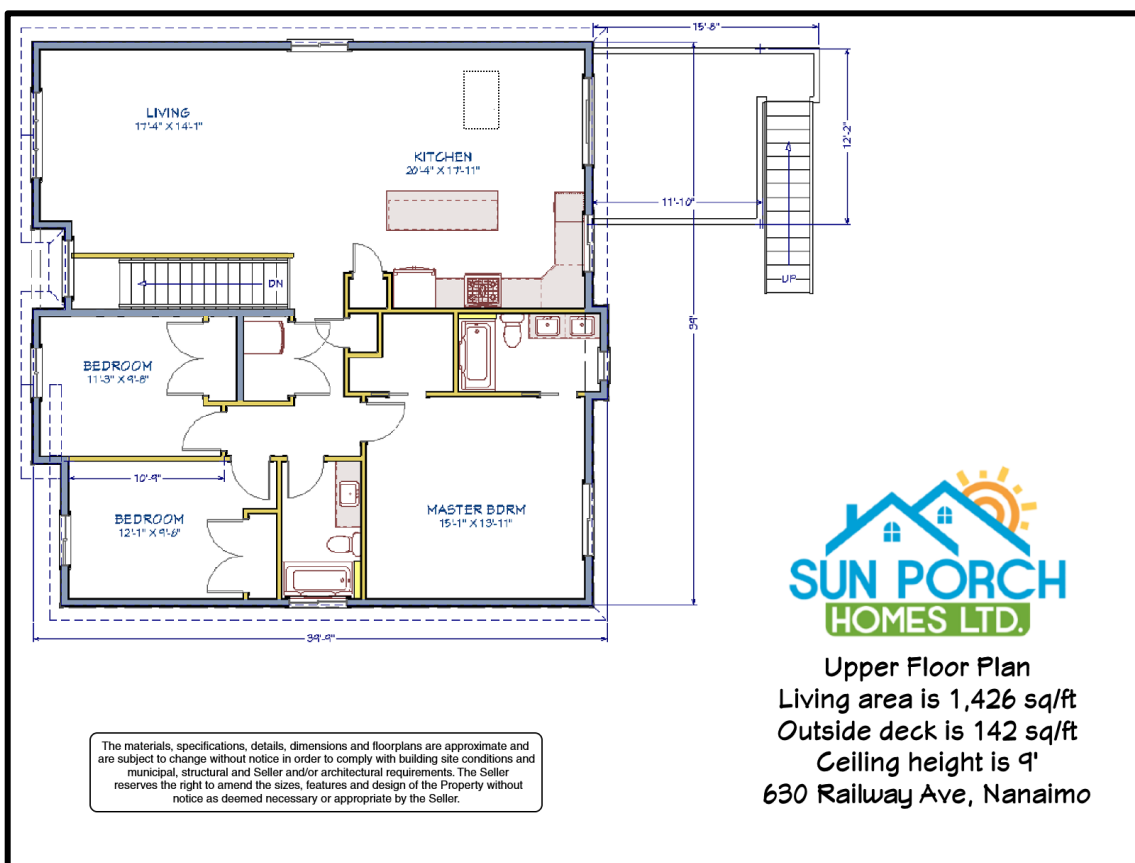 15'-8"
LIVING
17'-4" X 14'-1"
KITCHEN
20'-4" X 17'-11"
12'-2"
11'-10"
UP
DN
39'
BEDROOM
11'-3" X 9'-8"
10'-9"
BEDROOM
12'-1" X 9'-6"
MASTER BDRM
15'-1" X 13'-11"
39'-9"
SUN PORCH
HOMES LTD.
Upper Floor Plan
Living area is 1,426 sq/ft
Outside deck is 142 sq/ft
Ceiling height is 9'
630 Railway Ave, Nanaimo
The materials, specifications, details, dimensions and floorplans are approximate and
are subject to change without notice in order to comply with building site conditions and
municipal, structural and Seller and/or architectural requirements. The Seller
reserves the right to amend the sizes, features and design of the Property without
notice as deemed necessary or appropriate by the Seller.